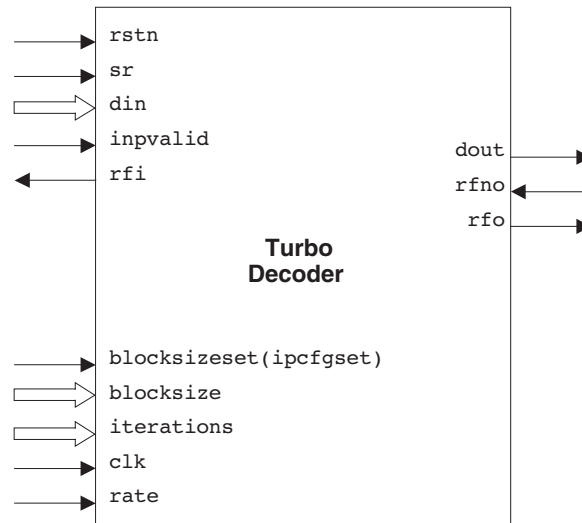 rstn
sr
din
inpvalid
rfi
dout
rfno
rfo
Turbo
Decoder
blocksizeset(ipcfgset)
blocksize
iterations
clk
rate